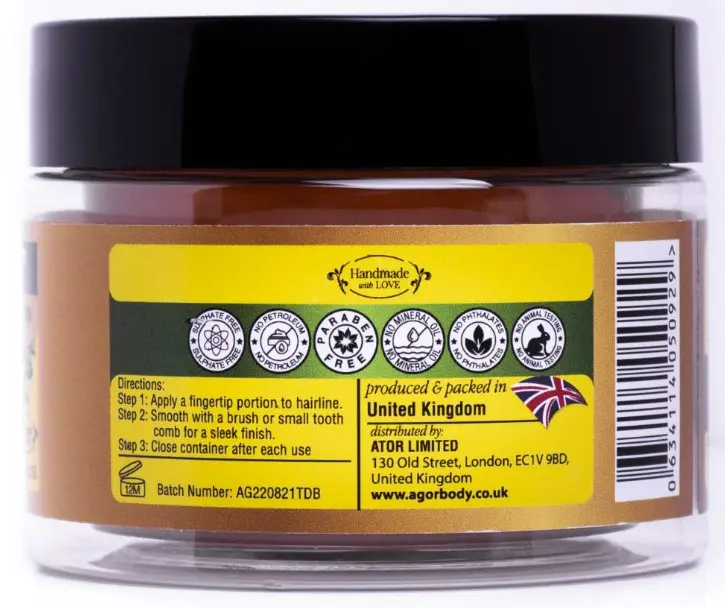 Handmade
with LOVE
SULPHATE FREE
SULPHATE FREE
NO PETROLEUM
NO PETROLEUM
PARABEN
FREE
NO MINERAL OIL
NO MINERAL OIL
NO PHTHALATES
NO PHTHALATES
NO ANIMAL TESTING
NO ANIMAL TESTING
Directions:
Step 1: Apply a fingertip portion to hairline.
Step 2: Smooth with a brush or small tooth
comb for a sleek finish.
Step 3: Close container after each use
12M
Batch Number: AG220821TDB
produced & packed in
United Kingdom
distributed by:
ATOR LIMITED
130 Old Street, London, EC1V 9BD,
United Kingdom
www.agorbody.co.uk
0 634114 050929 >